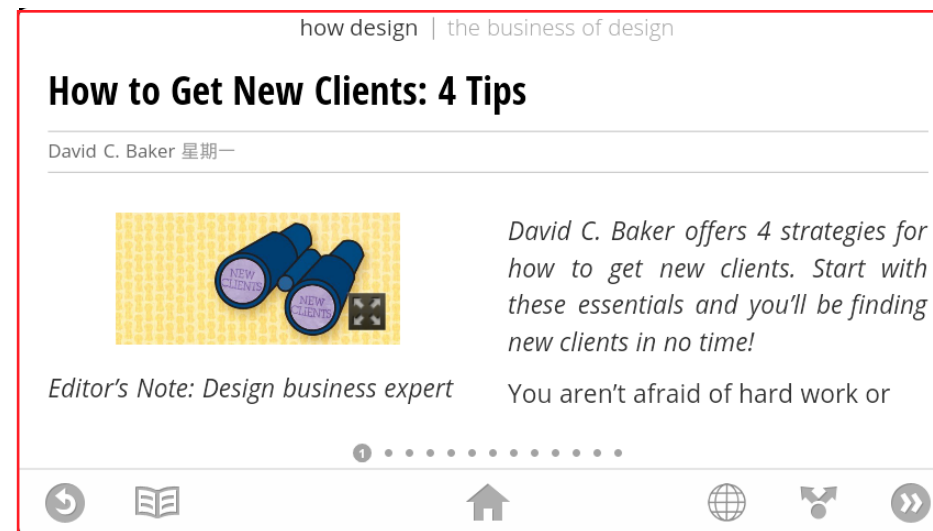 how design | the business of design
How to Get New Clients: 4 Tips
David C. Baker 星期一
NEW
CLIENTS
NEW
CLIENTS
Editor’s Note: Design business expert
David C. Baker offers 4 strategies for
how to get new clients. Start with
these essentials and you’ll be finding
new clients in no time!
You aren’t afraid of hard work or
1